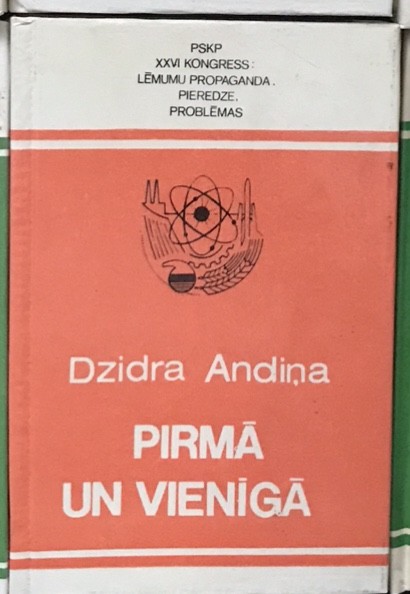 PSKP
XXVI KONGRESS:
LĒMUMU PROPAGANDA.
PIEREDZE.
PROBLĒMAS
Dzidra Andiņa
PIRMĀ
UN VIENĪGĀ